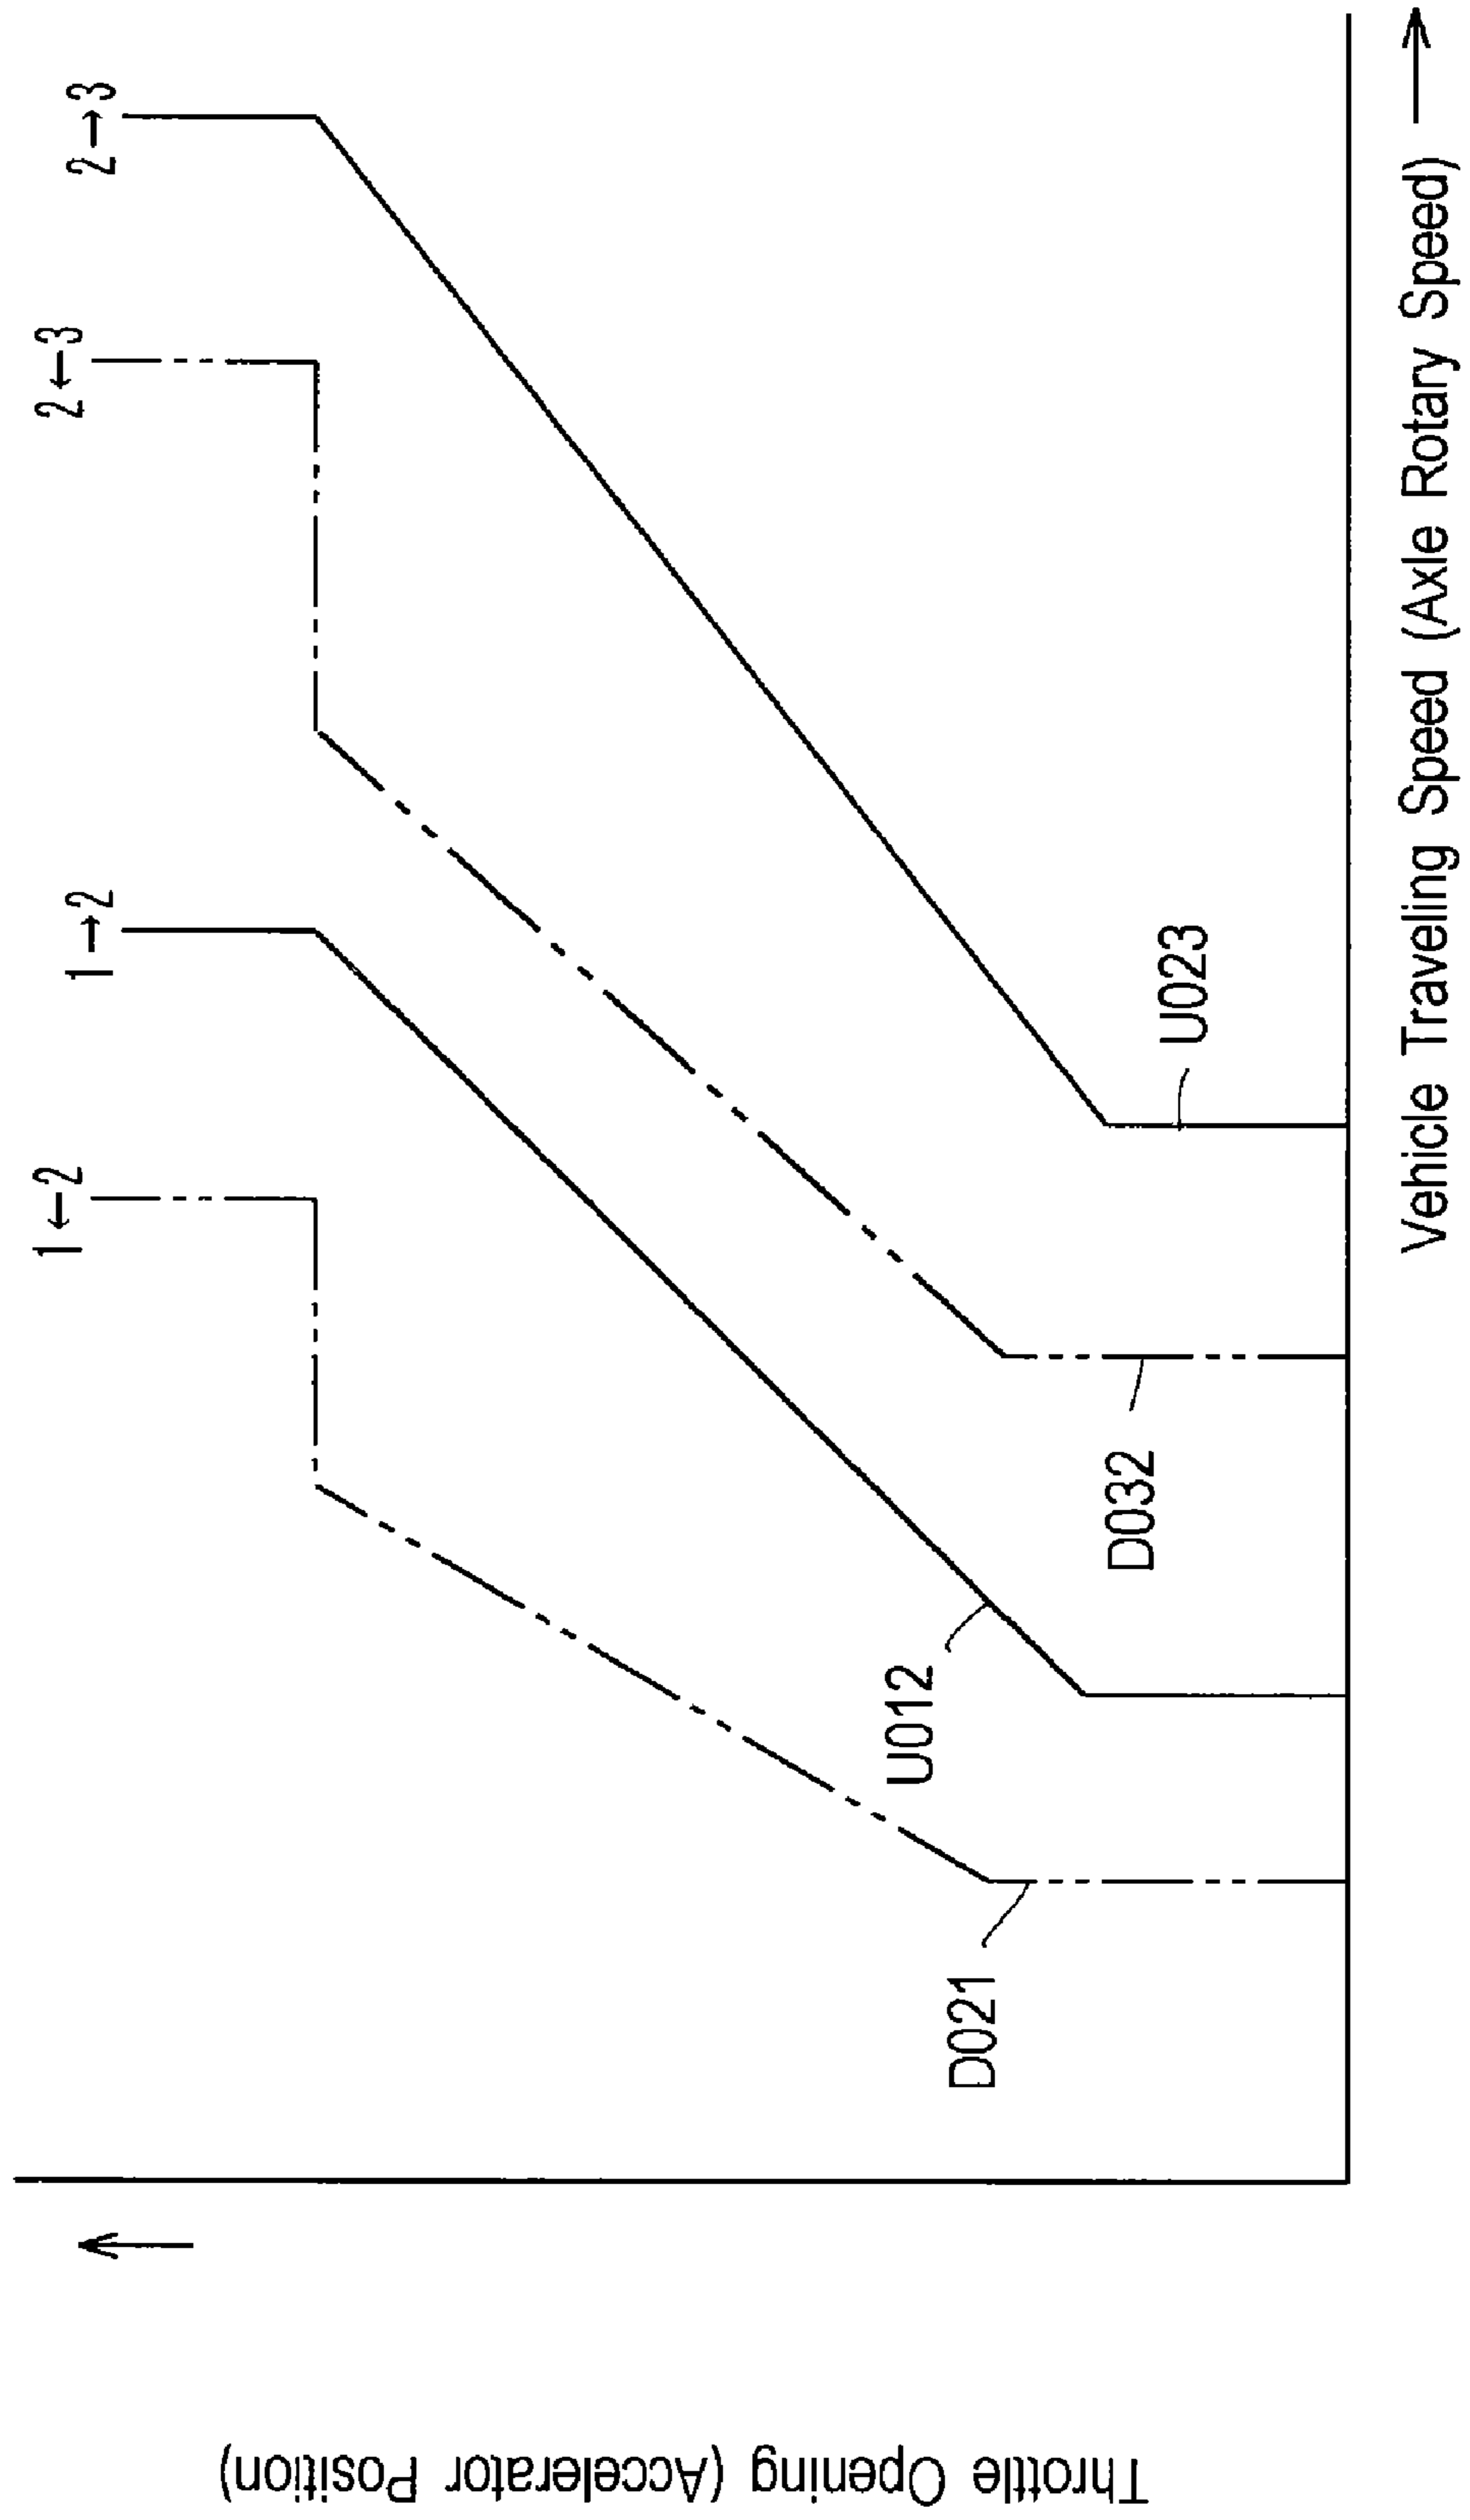 1←2
1→2
2←3
2→3
D021
U012
D032
U023
Throttle Opening (Accelerator Position)
Vehicle Traveling Speed (Axle Rotary Speed)